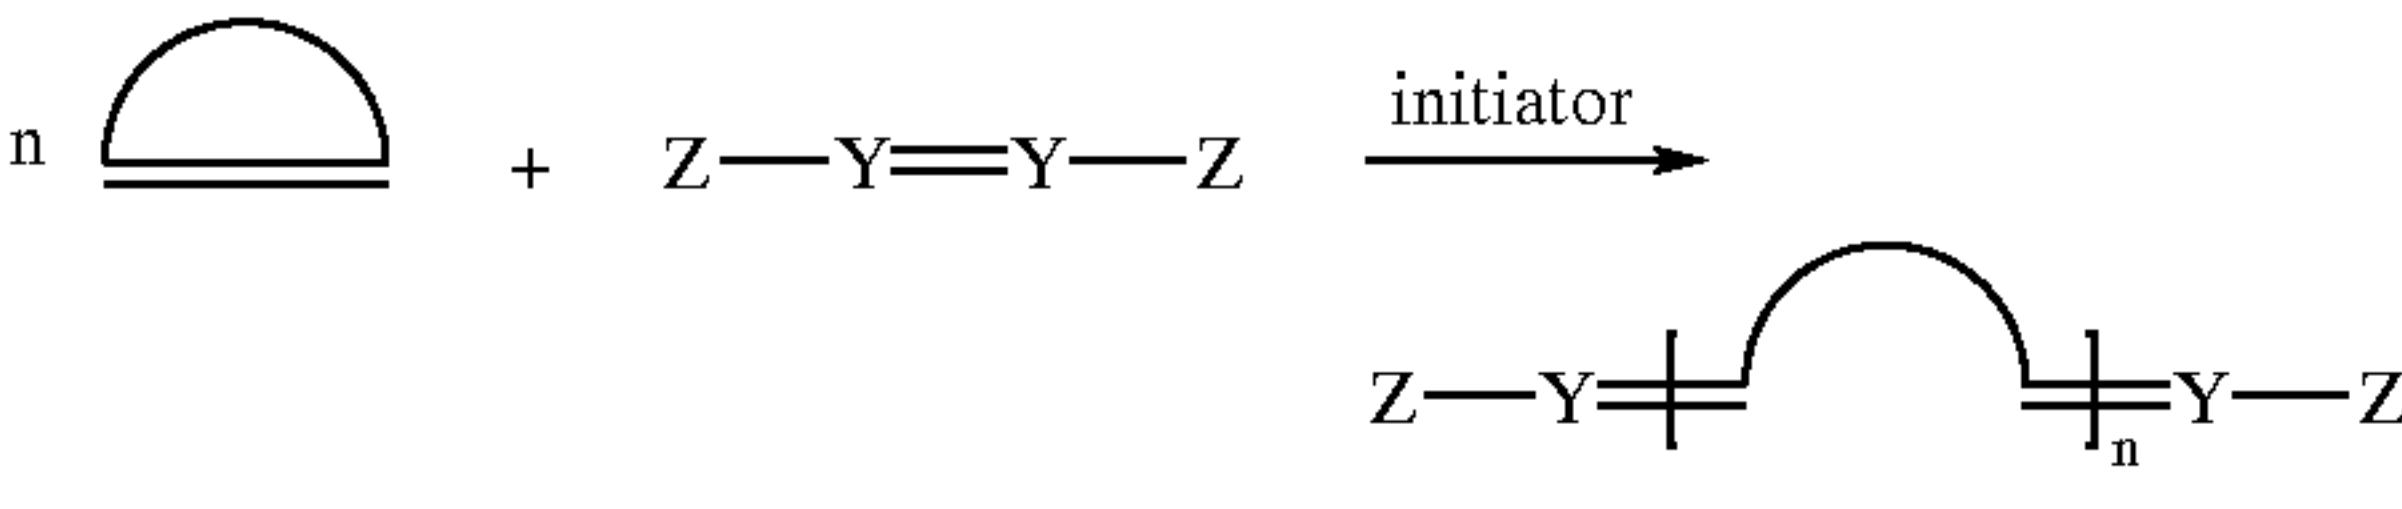 n + Z—Y=Y—Z initiator
Z—Y=[ ]n=Y—Z